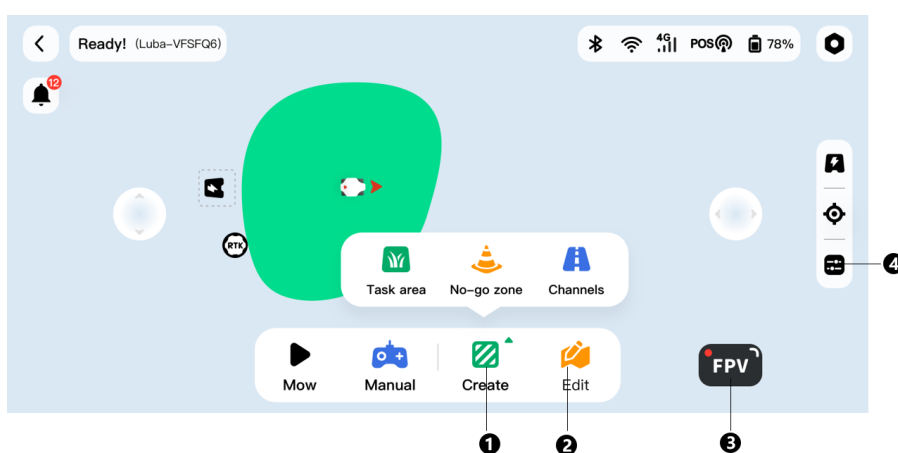 Ready! (Luba-VFSFQ6)
4G
POS
78%
12
RTK
Task area
No-go zone
Channels
4
Mow
Manual
Create
Edit
FPV
1
2
3